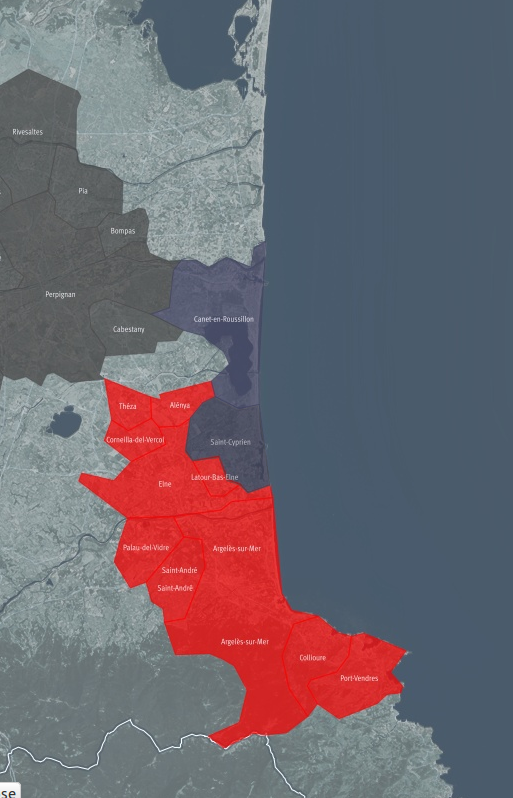 Rivesaltes
Pia
Bompas
Perpignan
Canet-en-Roussillon
Cabestany
Théza
Alénya
Corneilla-del-Vercol
Saint-Cyprien
Latour-Bas-Elne
Elne
Palau-del-Vidre
Argelès-sur-Mer
Saint-André
Saint-André
Argelès-sur-Mer
Collioure
Port-Vendres
se